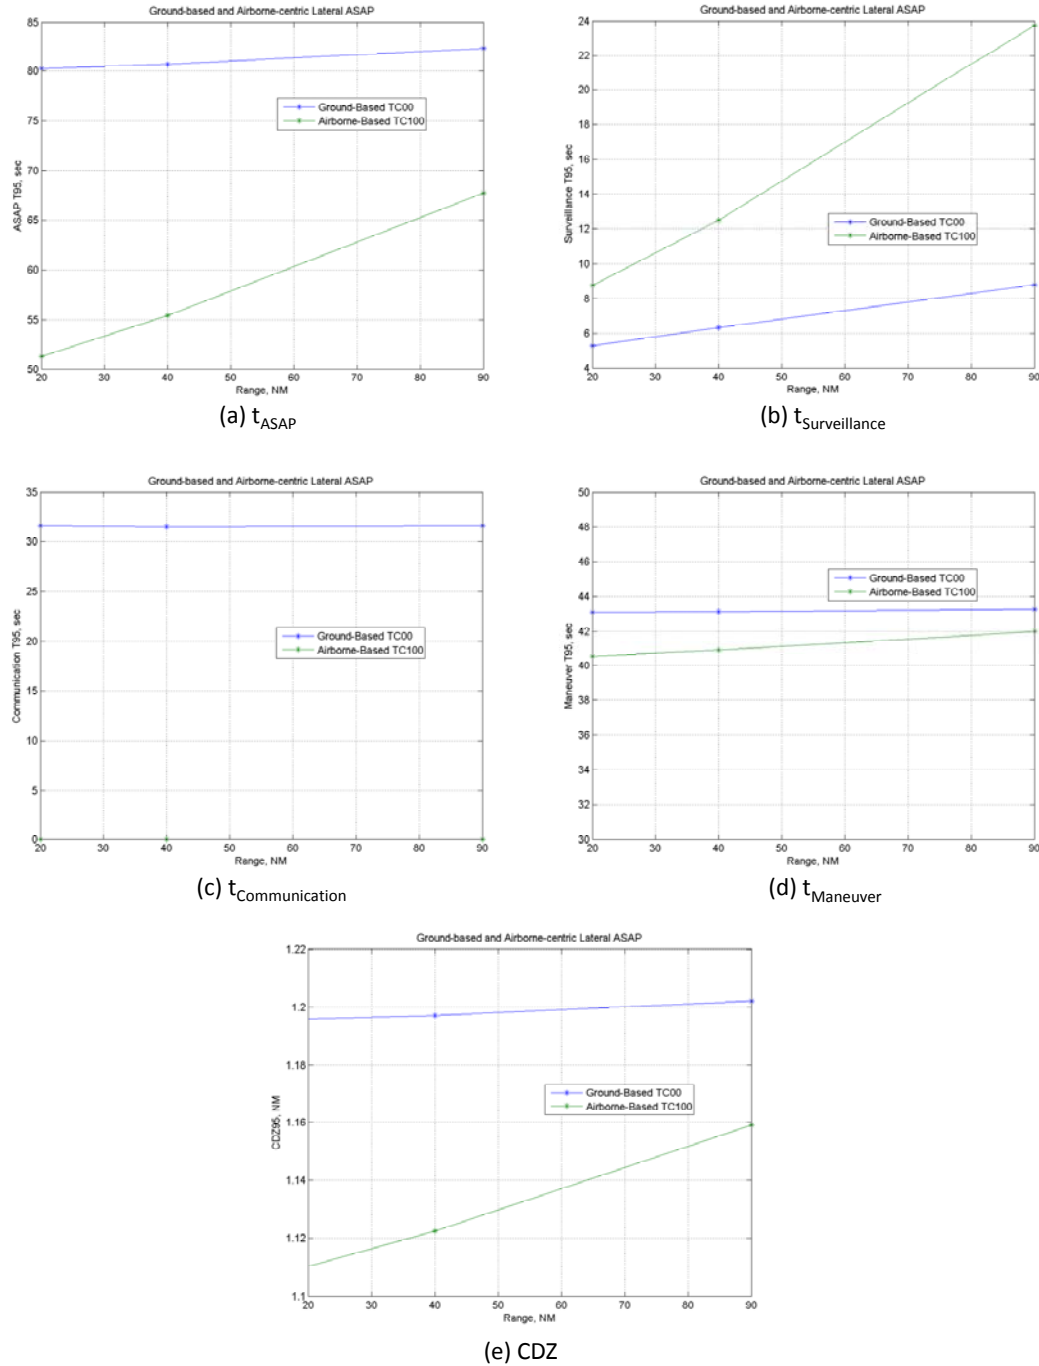 Ground-based and Airborne-centric Lateral ASAP
85
80
75
70
65
60
55
50
ASAP T95, sec
Ground-Based TC00
Airborne-Based TC100
20 30 40 50 60 70 80 90
Range, NM
(a) tASAP
Ground-based and Airborne-centric Lateral ASAP
24
22
20
18
16
14
12
10
8
6
4
Surveillance T95, sec
Ground-Based TC00
Airborne-Based TC100
20 30 40 50 60 70 80 90
Range, NM
(b) tSurveillance
Ground-based and Airborne-centric Lateral ASAP
35
30
25
20
15
10
5
0
Communication T95, sec
Ground-Based TC00
Airborne-Based TC100
20 30 40 50 60 70 80 90
Range, NM
(c) tCommunication
Ground-based and Airborne-centric Lateral ASAP
50
48
46
44
43
42
40
38
36
34
32
30
Maneuver T95, sec
Ground-Based TC00
Airborne-Based TC100
20 30 40 50 60 70 80 90
Range, NM
(d) tManeuver
Ground-based and Airborne-centric Lateral ASAP
1.22
1.2
1.18
1.16
1.14
1.12
1.1
CDZ95, NM
Ground-Based TC00
Airborne-Based TC100
20 30 40 50 60 70 80 90
Range, NM
(e) CDZ